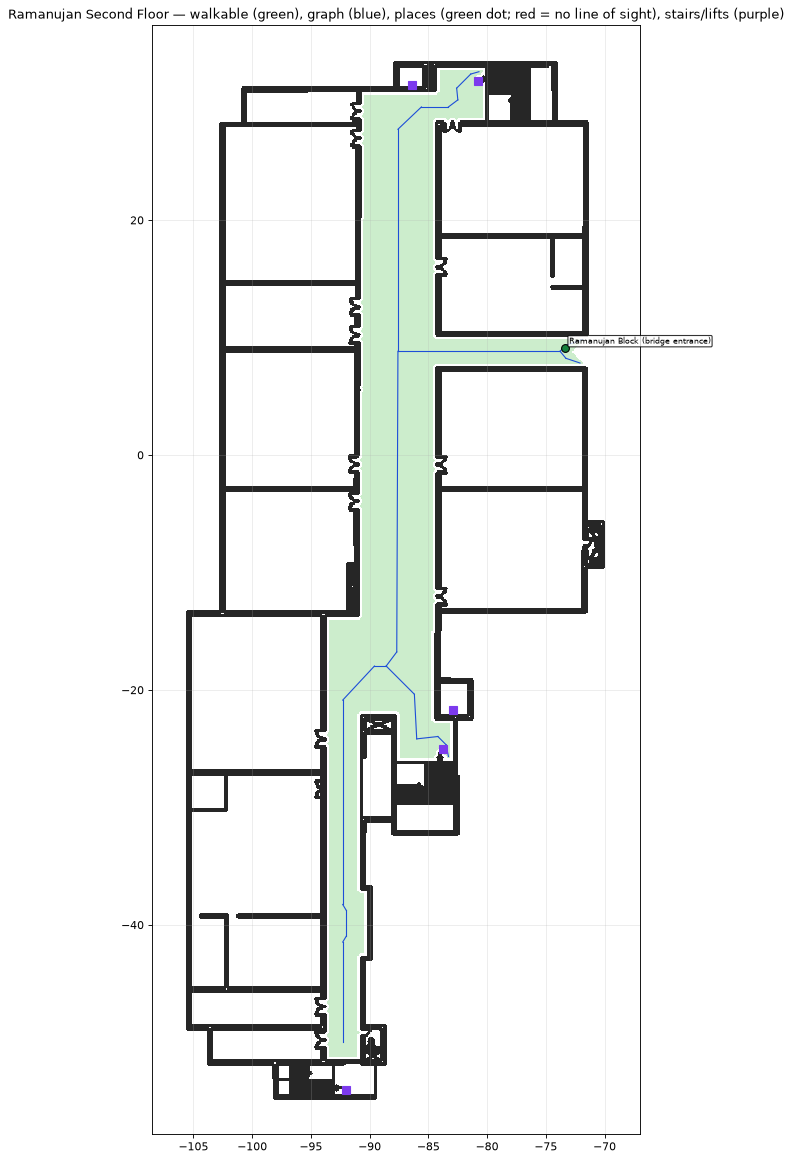 Ramanujan Second Floor — walkable (green), graph (blue), places (green dot; red = no line of sight), stairs/lifts (purple)
20
Ramanujan Block (bridge entrance)
0
−20
−40
−105 −100 −95 −90 −85 −80 −75 −70